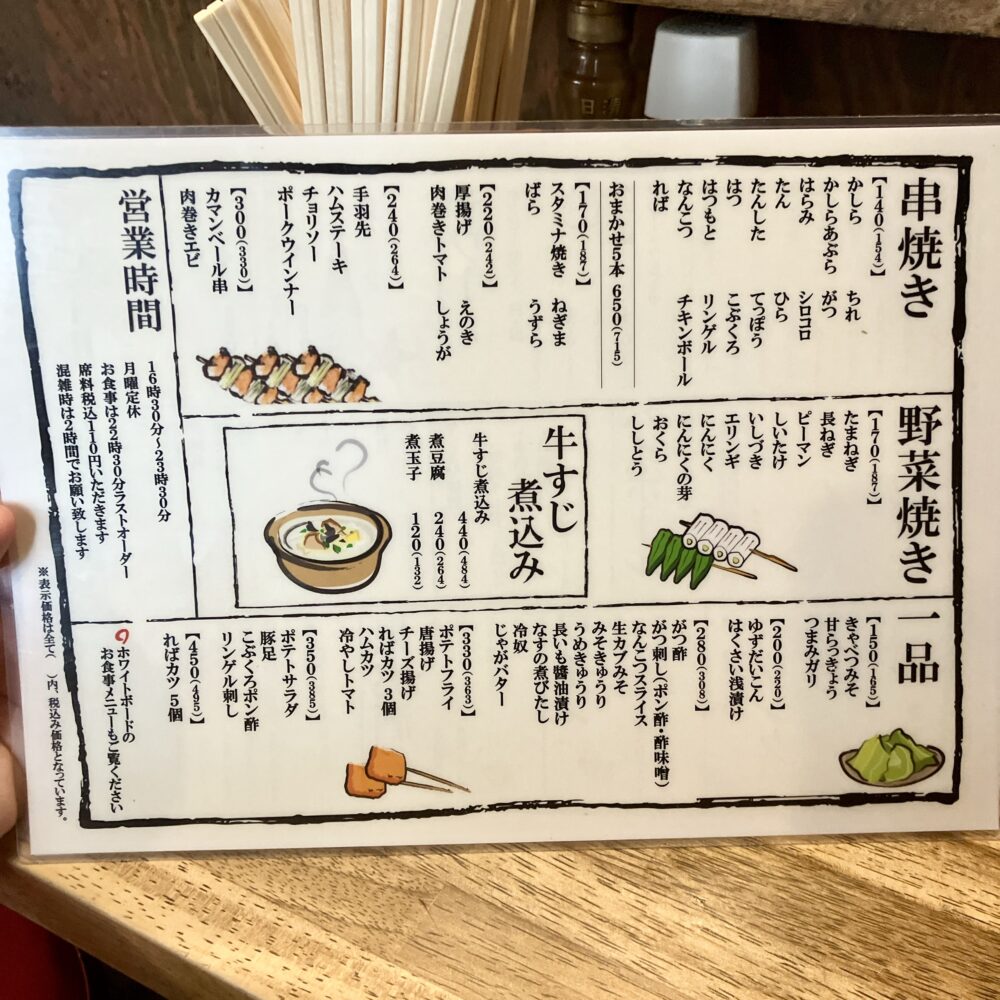 串焼き
【140(154)】
かしら ちれ
かしらあぶら がつ
はらみ シロコロ
たん ひら
たんした てっぽう
はつ こぶくろ
はつもと リンゲル
なんこつ チキンボール
れば
おまかせ5本 650(715)
【170(187)】
スタミナ焼き ねぎま
ばら うずら
【220(242)】
厚揚げ えのき
肉巻きトマト しょうが
【240(264)】
手羽先
ハムステーキ
チョリソー
ポークウインナー
【300(330)】
カマンベール串
肉巻きエビ
野菜焼き
【170(187)】
たまねぎ
長ねぎ
ピーマン
しいたけ
いしづき
エリンギ
にんにく
にんにくの芽
おくら
ししとう
牛すじ
煮込み
牛すじ煮込み 440(484)
煮豆腐 240(264)
煮玉子 120(132)
営業時間
16時30分~23時30分
月曜定休
お食事は22時30分ラストオーダー
席料税込110円いただきます
混雑時は2時間でお願い致します
一品
【150(165)】
きゃべつみそ
甘らっきょう
つまみガリ
【200(220)】
ゆずだいこん
はくさい浅漬け
【280(308)】
がつ酢
がつ刺し(ポン酢・酢味噌)
なんこつスライス
生カブみそ
みそきゅうり
うめきゅうり
長いも醬油漬け
なすの煮びたし
冷奴
じゃがバター
【330(363)】
ポテトフライ
唐揚げ
チーズ揚げ
ればカツ 3個
ハムカツ
冷やしトマト
【350(385)】
ポテトサラダ
豚足
こぶくろポン酢
リンゲル刺し
【450(495)】
ればカツ 5個
ホワイトボードの
お食事メニューもご覧ください
※表示価格は全て( )内、税込み価格となっています。